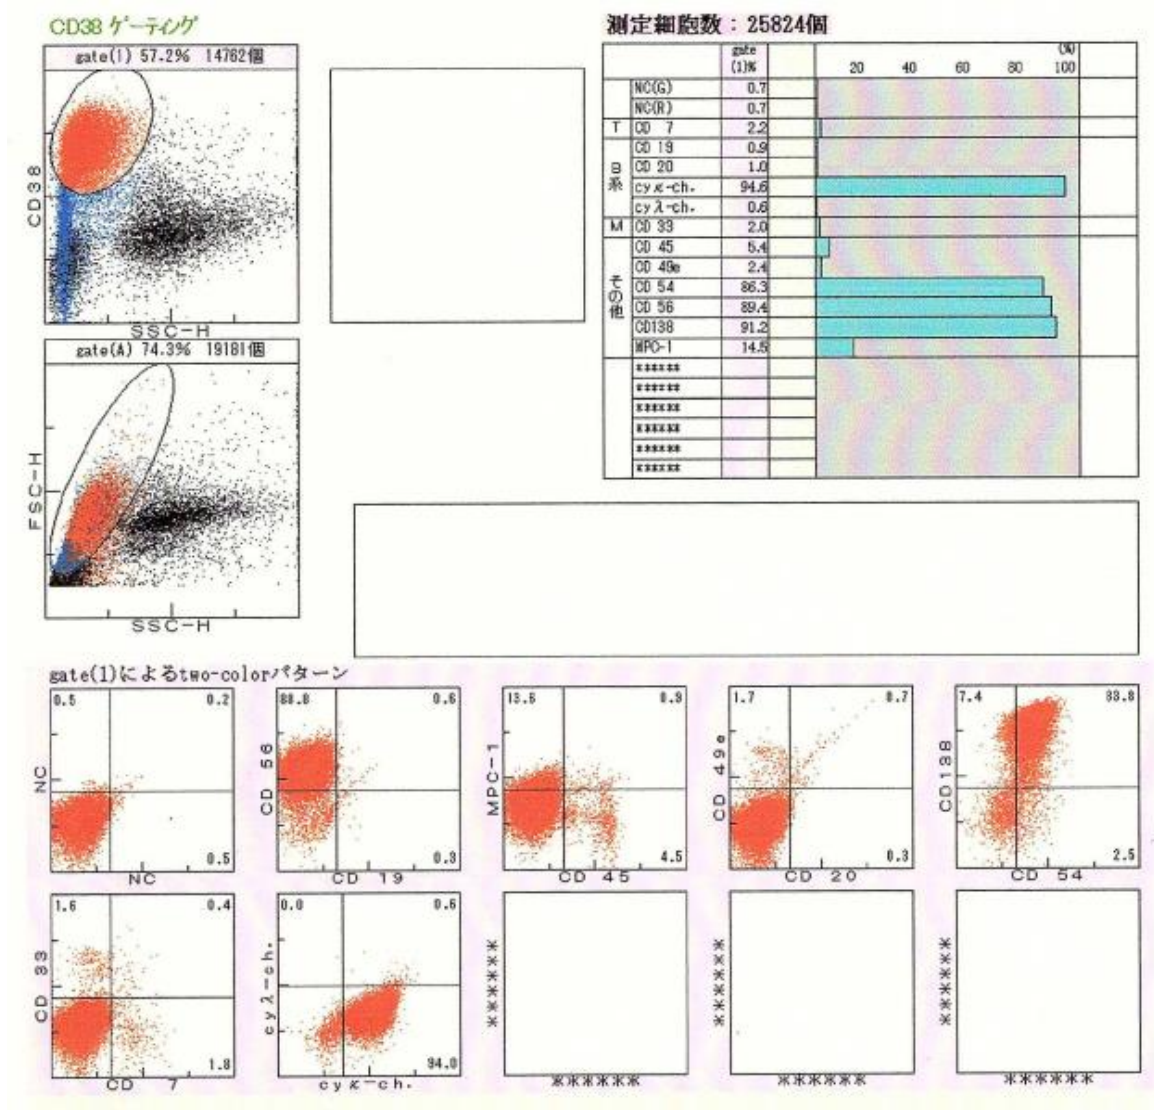 CD38 ゲーティング
測定細胞数：25824個
gate(1) 57.2% 14762個
CD38
SSC-H
gate(A) 74.3% 19181個
FSC-H
SSC-H
gate (%)
(1)% 20 40 60 80 100
NC(G) 0.7
NC(R) 0.7
T CD 7 2.2
B系
CD 19 0.9
CD 20 1.0
cyκ-ch. 94.6
cyλ-ch. 0.6
M CD 33 2.0
その他
CD 45 5.4
CD 49e 2.4
CD 54 86.3
CD 56 89.4
CD138 91.2
MPC-1 14.5
******
******
******
******
******
******
gate(1)によるtwo-colorパターン
0.5 0.2
NC
0.5
NC
88.8 0.6
CD 56
0.3
CD 19
13.6 0.9
MPC-1
4.5
CD 45
1.7 0.7
CD 49e
0.3
CD 20
7.4 83.8
CD138
2.5
CD 54
1.6 0.4
CD 33
1.8
CD 7
0.0 0.6
cyλ-ch.
94.0
cyκ-ch.
*******
******
*******
******
*******
******